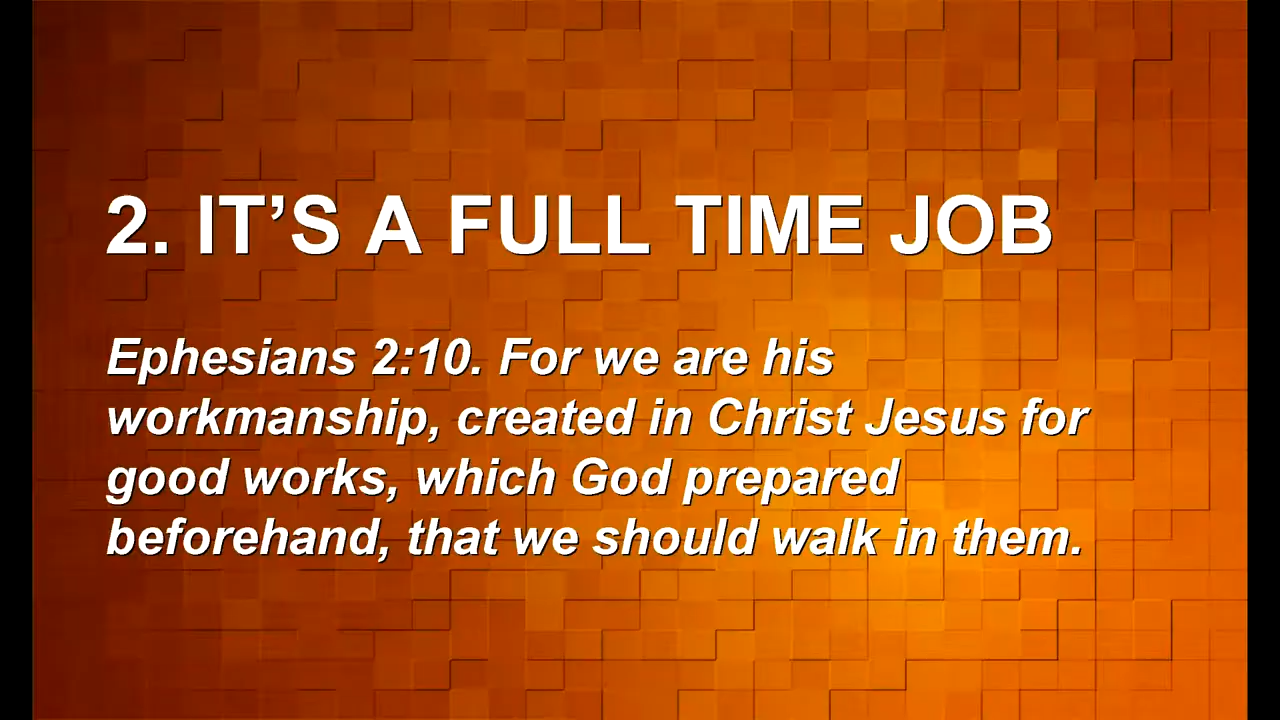 2. IT’S A FULL TIME JOB
Ephesians 2:10. For we are his
workmanship, created in Christ Jesus for
good works, which God prepared
beforehand, that we should walk in them.